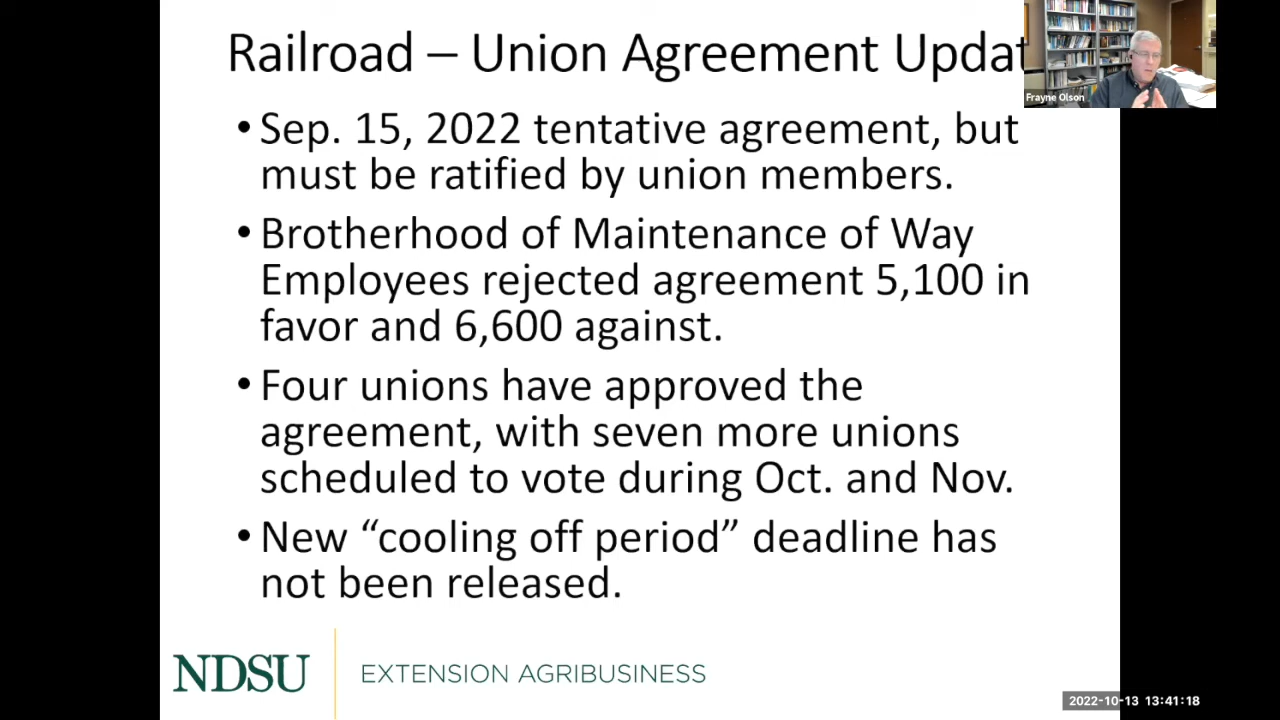 Railroad – Union Agreement Updat
Frayne Olson
• Sep. 15, 2022 tentative agreement, but
must be ratified by union members.
• Brotherhood of Maintenance of Way
Employees rejected agreement 5,100 in
favor and 6,600 against.
• Four unions have approved the
agreement, with seven more unions
scheduled to vote during Oct. and Nov.
• New “cooling off period” deadline has
not been released.
NDSU
EXTENSION AGRIBUSINESS
2022-10-13 13:41:18